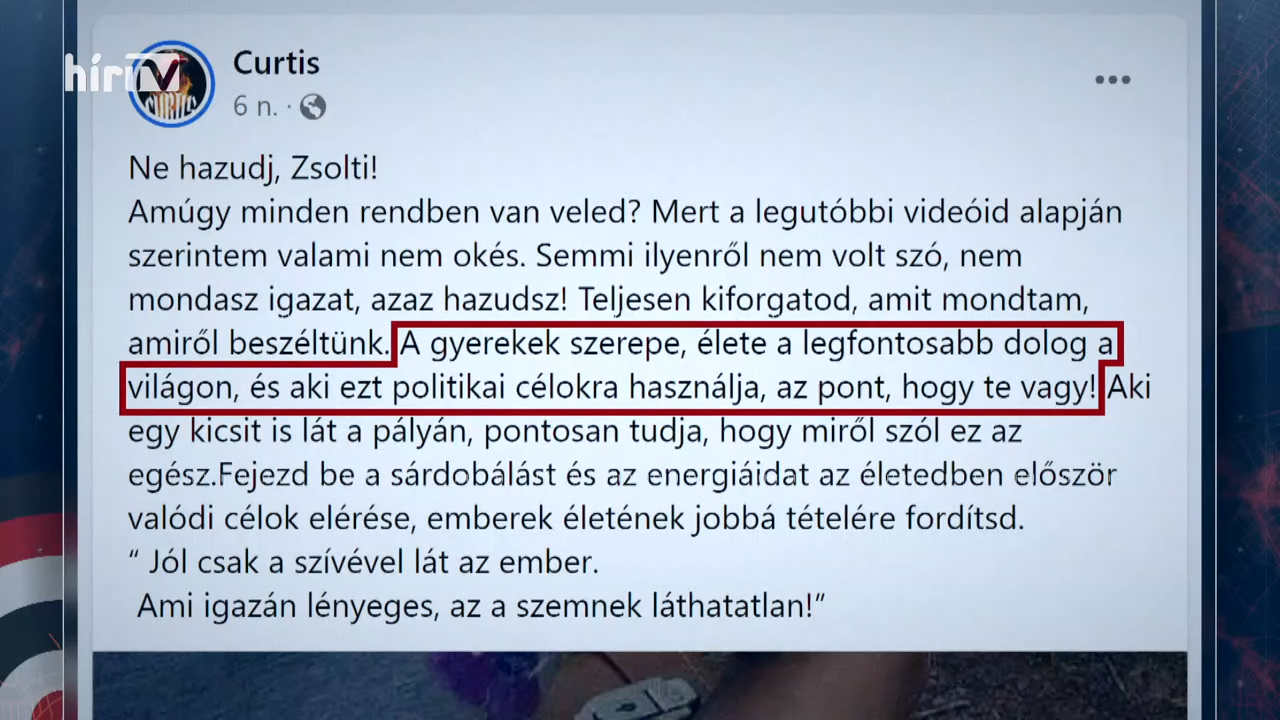 hírTV
Curtis
6 n. ·
Ne hazudj, Zsolti!
Amúgy minden rendben van veled? Mert a legutóbbi videóid alapján
szerintem valami nem okés. Semmi ilyenről nem volt szó, nem
mondasz igazat, azaz hazudsz! Teljesen kiforgatod, amit mondtam,
amiről beszéltünk. A gyerekek szerepe, élete a legfontosabb dolog a
világon, és aki ezt politikai célokra használja, az pont, hogy te vagy! Aki
egy kicsit is lát a pályán, pontosan tudja, hogy miről szól ez az
egész.Fejezd be a sárdobálást és az energiáidat az életedben először
valódi célok elérése, emberek életének jobbá tételére fordítsd.
“ Jól csak a szívével lát az ember.
Ami igazán lényeges, az a szemnek láthatatlan!”